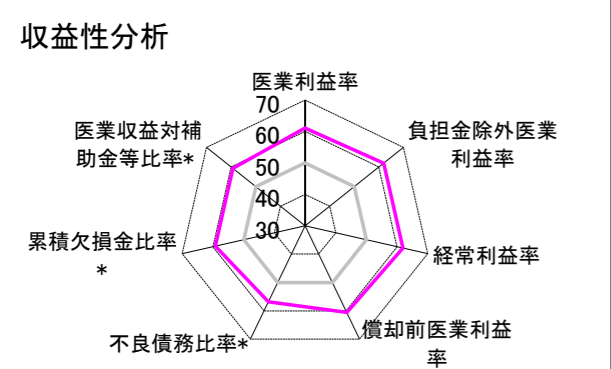 収益性分析
医業利益率
70
60
50
40
30
負担金除外医業
利益率
経常利益率
償却前医業利益
率
不良債務比率*
累積欠損金比率
*
医業収益対補
助金等比率*